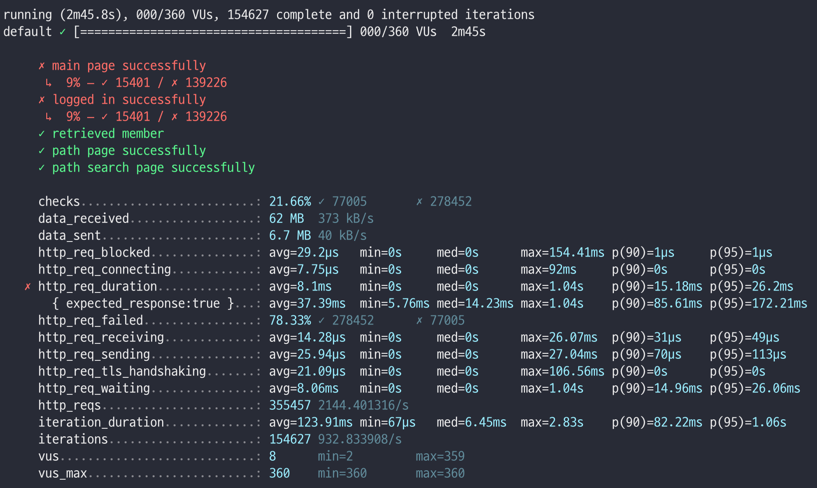 running (2m45.8s), 000/360 VUs, 154627 complete and 0 interrupted iterations
default ✓ [======================================] 000/360 VUs  2m45s
✗ main page successfully
↳  9% — ✓ 15401 / ✗ 139226
✗ logged in successfully
↳  9% — ✓ 15401 / ✗ 139226
✓ retrieved member
✓ path page successfully
✓ path search page successfully
checks.........................: 21.66% ✓ 77005       ✗ 278452
data_received..................: 62 MB  373 kB/s
data_sent......................: 6.7 MB 40 kB/s
http_req_blocked...............: avg=29.2µs   min=0s     med=0s      max=154.41ms p(90)=1µs     p(95)=1µs
http_req_connecting............: avg=7.75µs   min=0s     med=0s      max=92ms     p(90)=0s      p(95)=0s
✗ http_req_duration..............: avg=8.1ms    min=0s     med=0s      max=1.04s    p(90)=15.18ms p(95)=26.2ms
{ expected_response:true }...: avg=37.39ms  min=5.76ms med=14.23ms max=1.04s    p(90)=85.61ms p(95)=172.21ms
http_req_failed................: 78.33% ✓ 278452      ✗ 77005
http_req_receiving.............: avg=14.28µs  min=0s     med=0s      max=26.07ms  p(90)=31µs    p(95)=49µs
http_req_sending...............: avg=25.94µs  min=0s     med=0s      max=27.04ms  p(90)=70µs    p(95)=113µs
http_req_tls_handshaking.......: avg=21.09µs  min=0s     med=0s      max=106.56ms p(90)=0s      p(95)=0s
http_req_waiting...............: avg=8.06ms   min=0s     med=0s      max=1.04s    p(90)=14.96ms p(95)=26.06ms
http_reqs......................: 355457 2144.401316/s
iteration_duration.............: avg=123.91ms min=67µs   med=6.45ms  max=2.83s    p(90)=82.22ms p(95)=1.06s
iterations.....................: 154627 932.833908/s
vus............................: 8      min=2         max=359
vus_max........................: 360    min=360       max=360